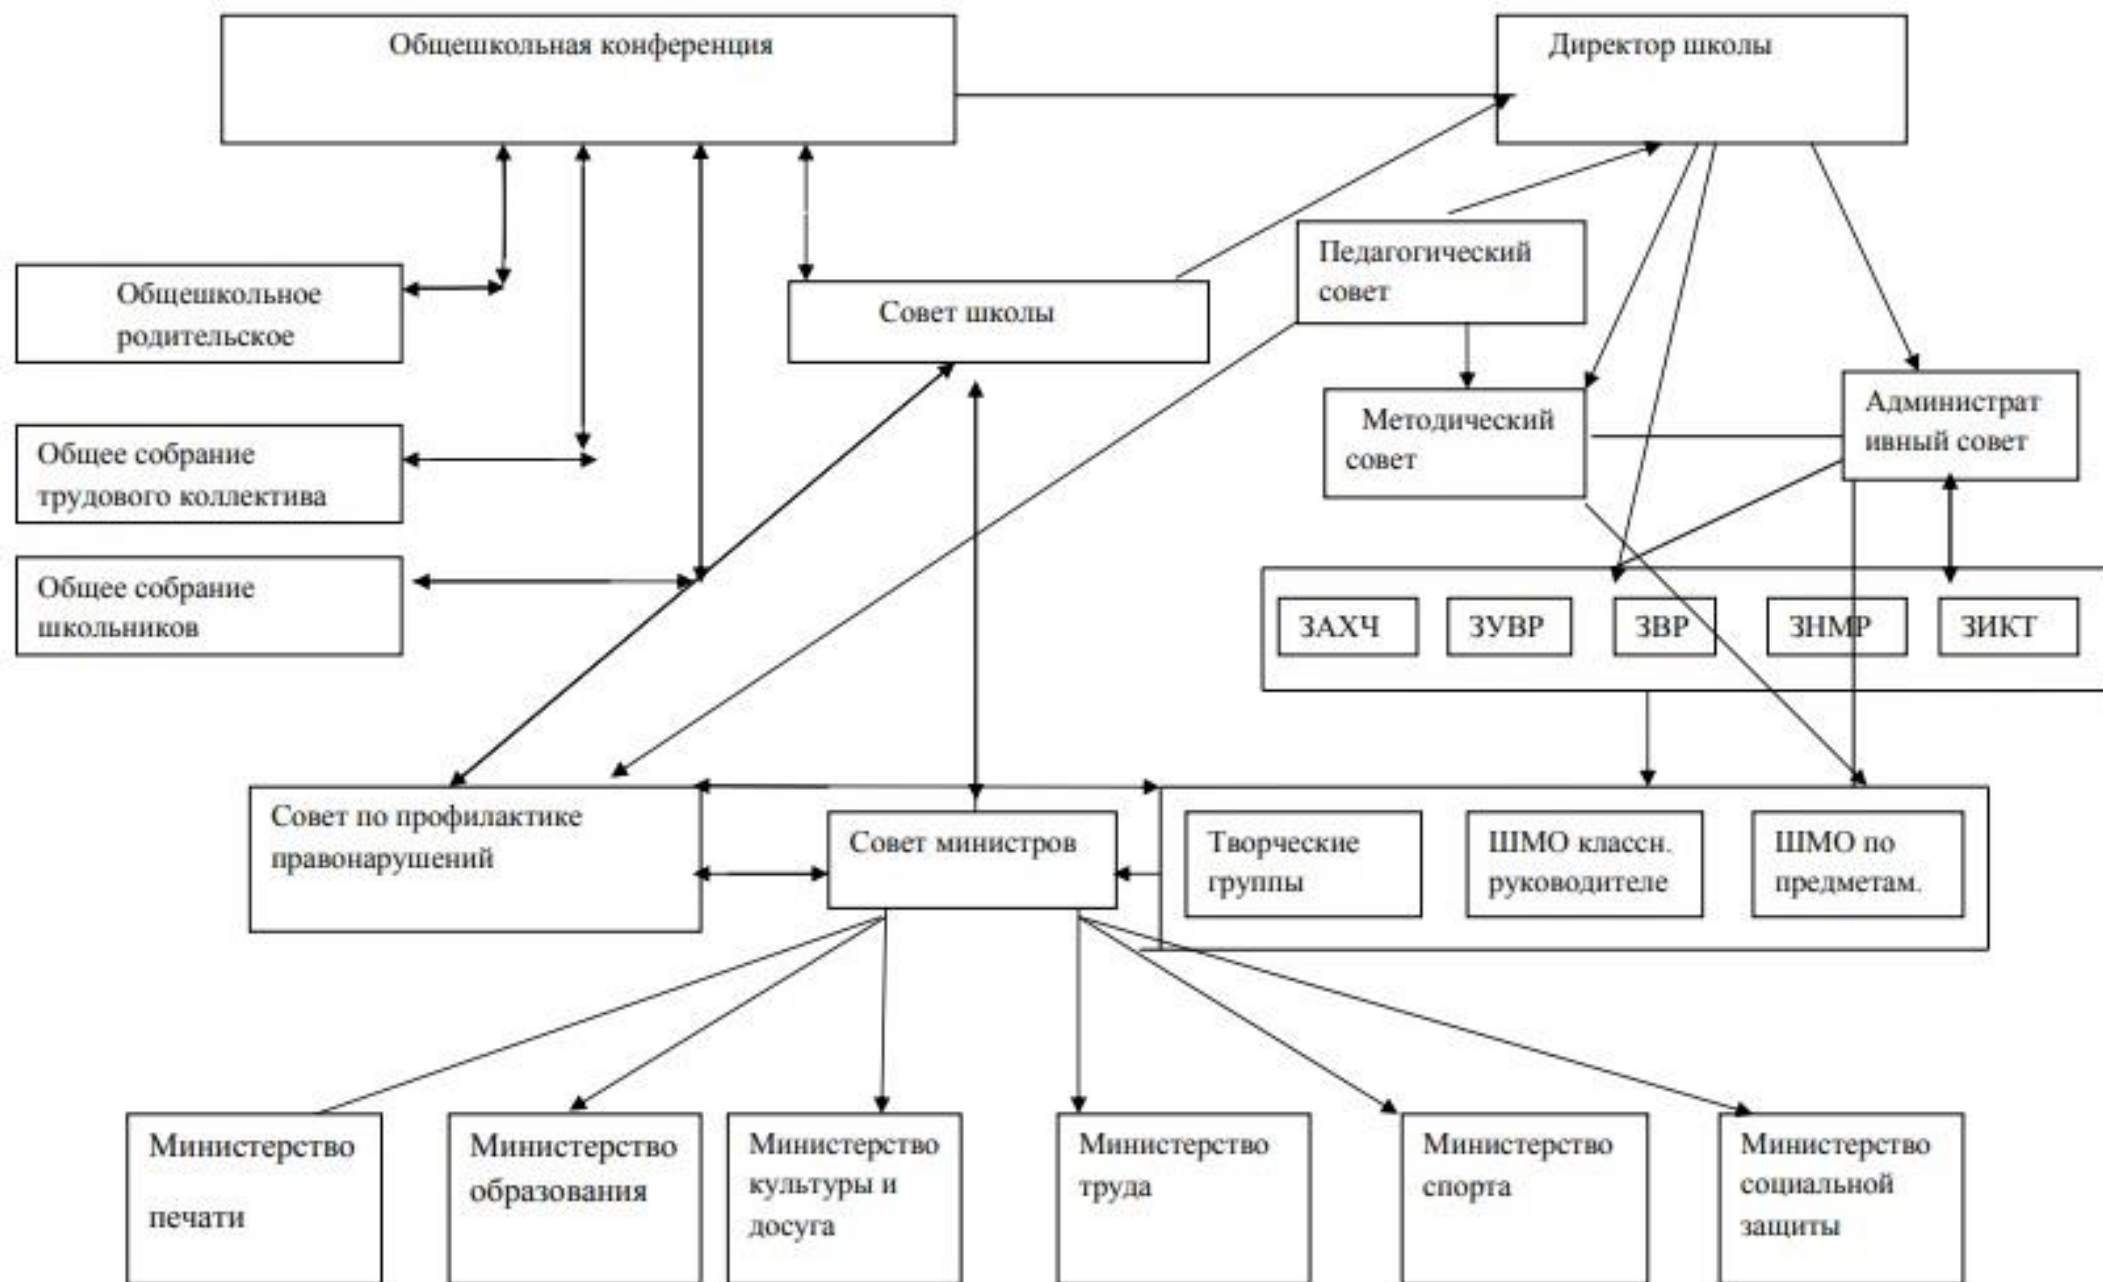 Общешкольная конференция
Директор школы
Педагогический
совет
Общешкольное
родительское
Совет школы
Методический
совет
Администрат
ивный совет
Общее собрание
трудового коллектива
Общее собрание
школьников
ЗАХЧ
ЗУВР
ЗВР
ЗНМР
ЗИКТ
Совет по профилактике
правонарушений
Совет министров
Творческие
группы
ШМО классн.
руководителе
ШМО по
предметам.
Министерство
печати
Министерство
образования
Министерство
культуры и
досуга
Министерство
труда
Министерство
спорта
Министерство
социальной
защиты